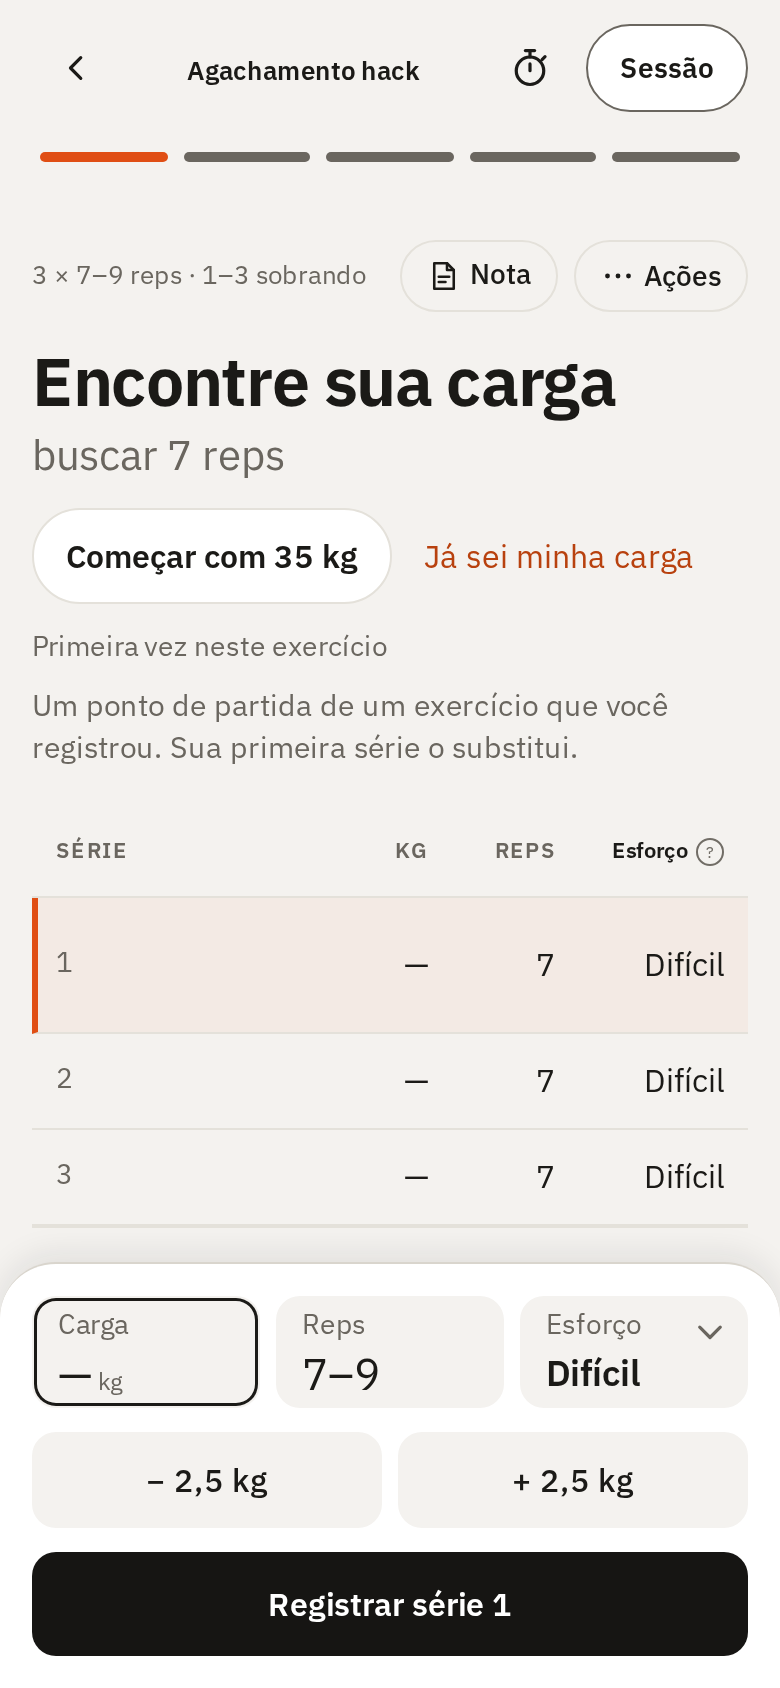 Agachamento hack
Sessão
3 × 7–9 reps · 1–3 sobrando
Nota
Ações
Encontre sua carga
buscar 7 reps
Começar com 35 kg
Já sei minha carga
Primeira vez neste exercício
Um ponto de partida de um exercício que você
registrou. Sua primeira série o substitui.
SÉRIE KG REPS Esforço ?
1 — 7 Difícil
2 — 7 Difícil
3 — 7 Difícil
Carga Reps Esforço
— kg 7–9 Difícil
− 2,5 kg + 2,5 kg
Registrar série 1